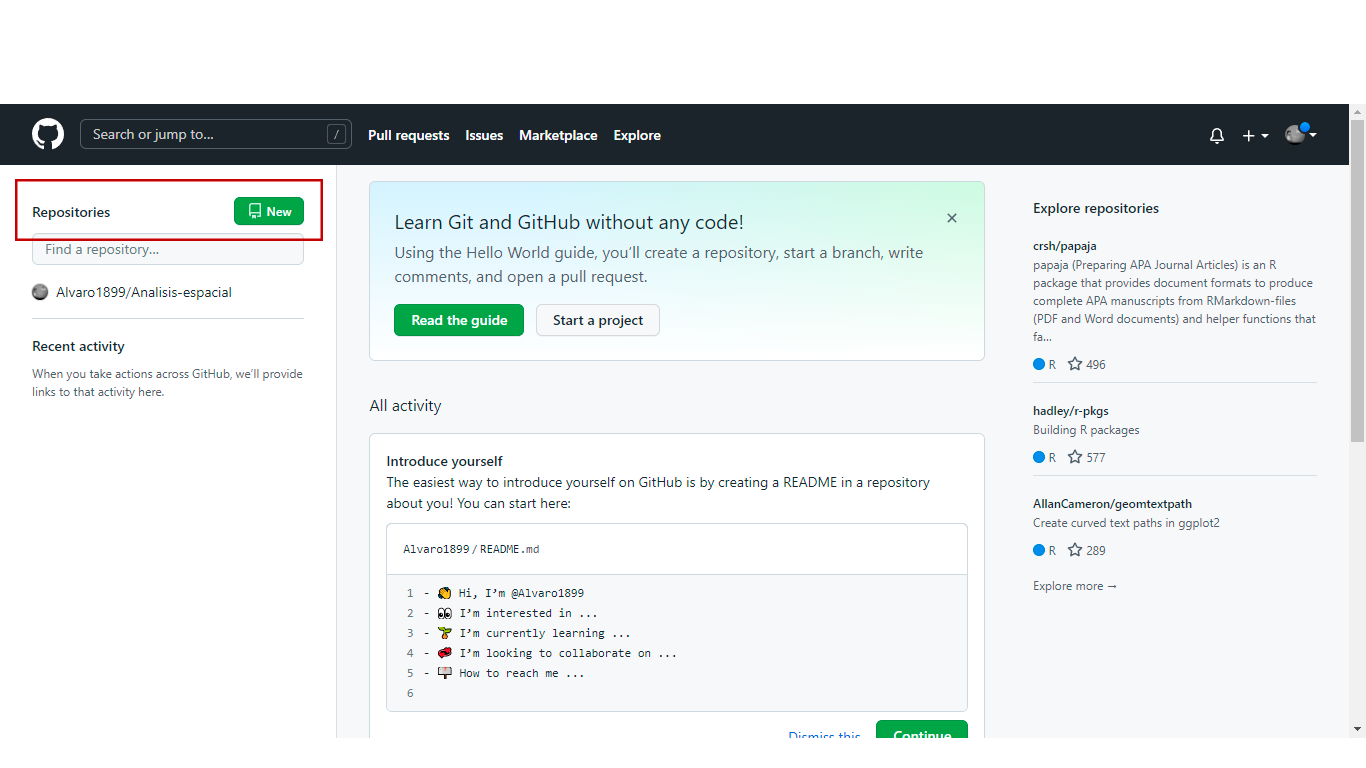 Search or jump to... /
Pull requests
Issues
Marketplace
Explore
Repositories
New
Find a repository...
Alvaro1899/Analisis-espacial
Recent activity
When you take actions across GitHub, we'll provide
links to that activity here.
Learn Git and GitHub without any code!
Using the Hello World guide, you'll create a repository, start a branch, write
comments, and open a pull request.
Read the guide
Start a project
All activity
Introduce yourself
The easiest way to introduce yourself on GitHub is by creating a README in a repository
about you! You can start here:
Alvaro1899/README.md
1 - 👋 Hi, I'm @Alvaro1899
2 - 👀 I'm interested in ...
3 - 🌱 I'm currently learning ...
4 - 💞️ I'm looking to collaborate on ...
5 - 📫 How to reach me ...
6
Dismiss this
Continue
Explore repositories
crsh/papaja
papaja (Preparing APA Journal Articles) is an R
package that provides document formats to produce
complete APA manuscripts from RMarkdown-files
(PDF and Word documents) and helper functions that
fa...
R 496
hadley/r-pkgs
Building R packages
R 577
AllanCameron/geomtextpath
Create curved text paths in ggplot2
R 289
Explore more →